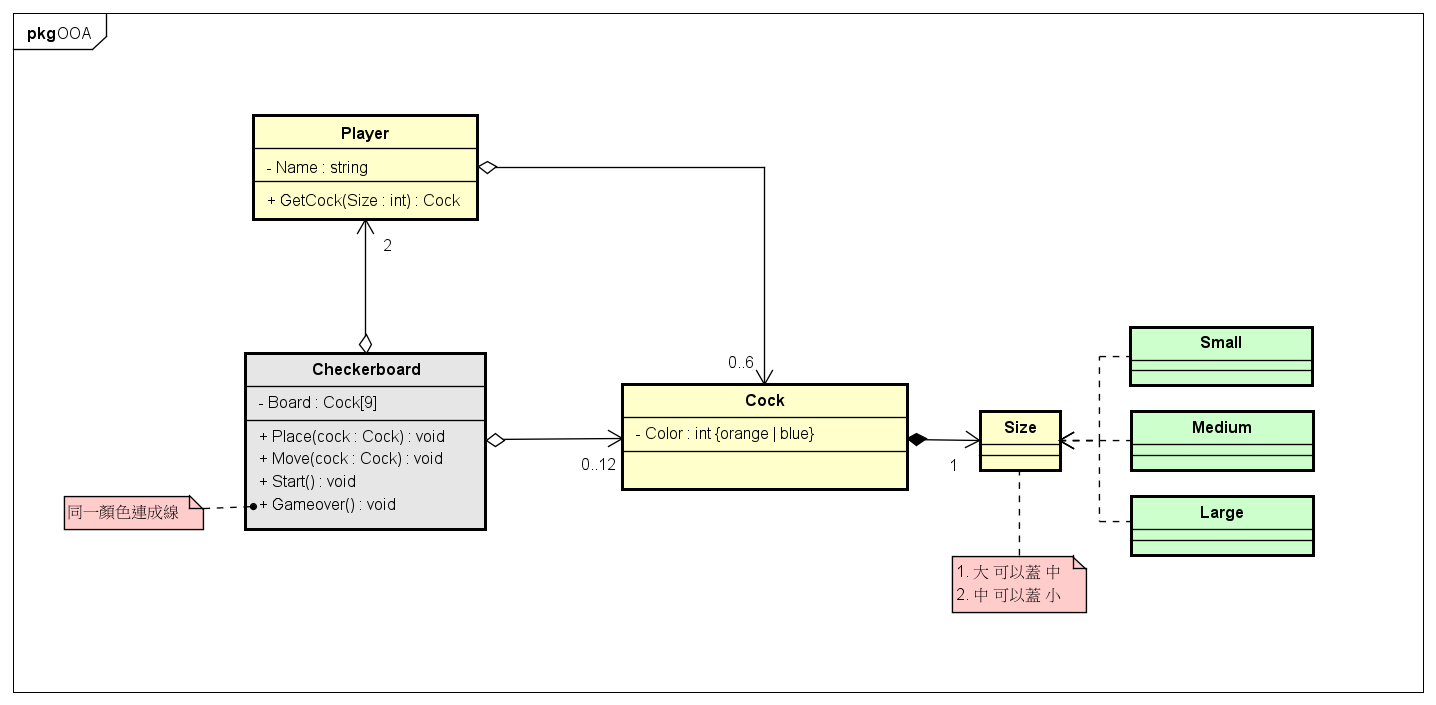 pkgOOA
Player
- Name : string
+ GetCock(Size : int) : Cock
2
Checkerboard
- Board : Cock[9]
+ Place(cock : Cock) : void
+ Move(cock : Cock) : void
+ Start() : void
+ Gameover() : void
同一顏色連成線
0..6
0..12
Cock
- Color : int {orange | blue}
1
Size
Small
Medium
Large
1. 大 可以蓋 中
2. 中 可以蓋 小